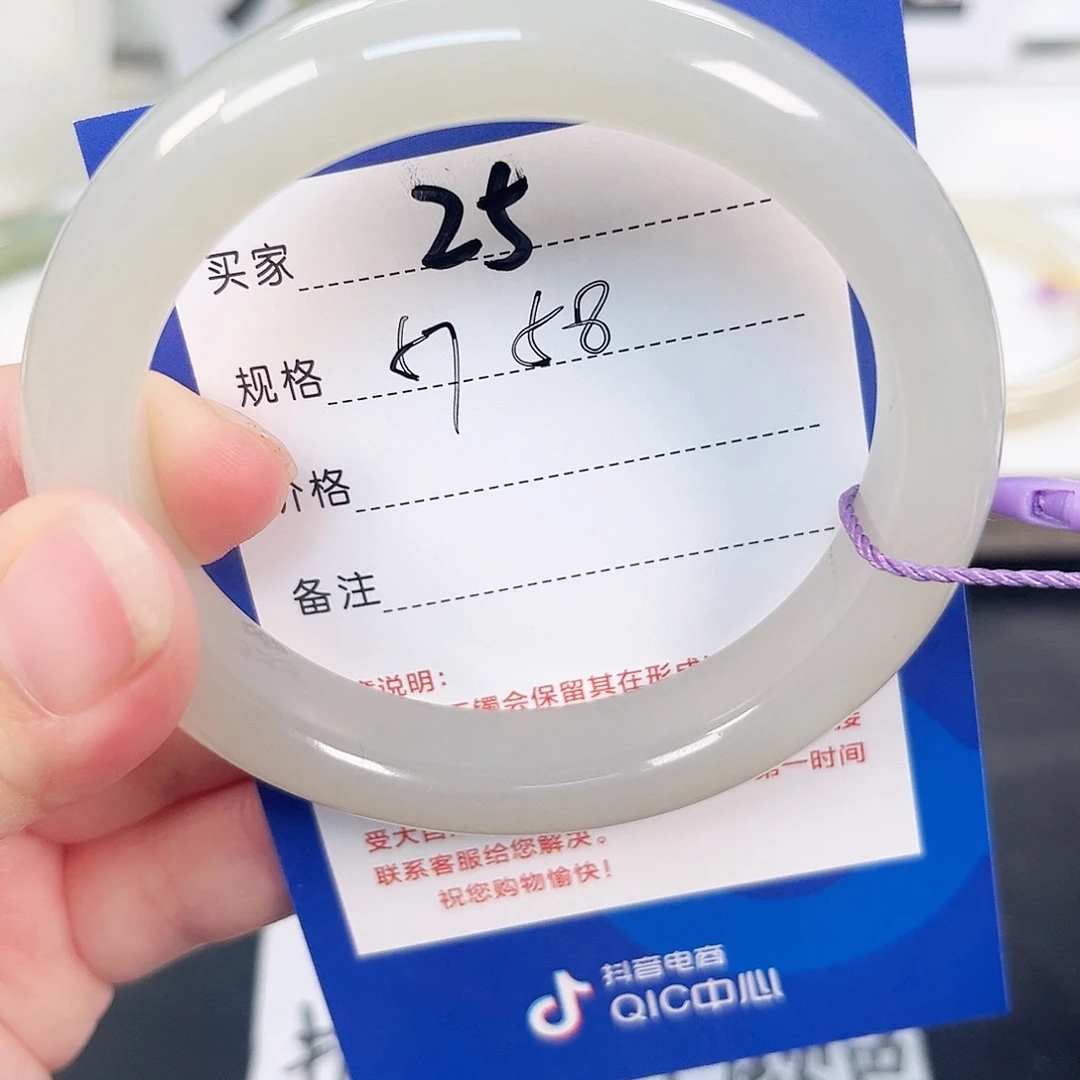 买家 25
规格 57 58
价格
备注
说明：
镯会保留其在形成
第一时间
联系客服给您解决。
祝您购物愉快！
抖音电商
QIC中心